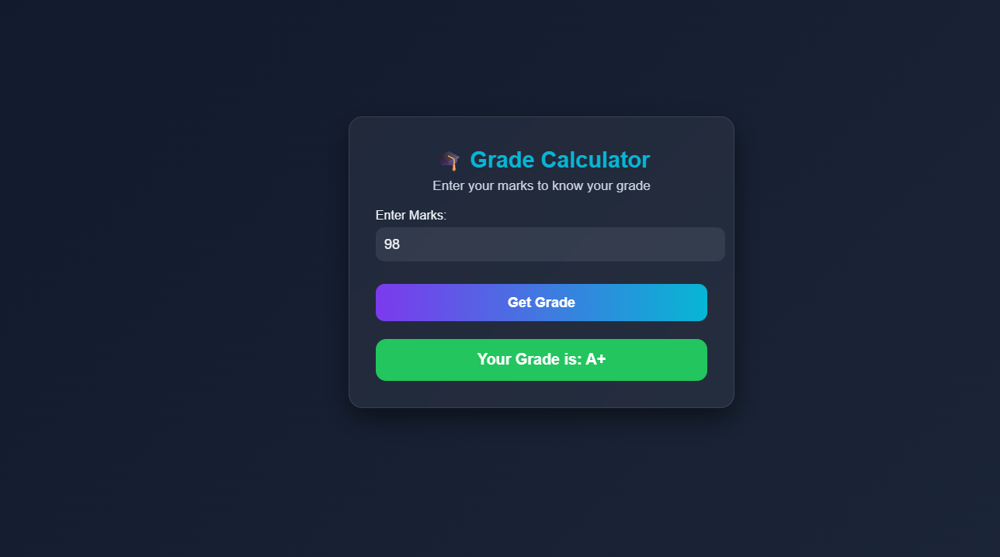 🎓 Grade Calculator
Enter your marks to know your grade
Enter Marks:
98
Get Grade
Your Grade is: A+